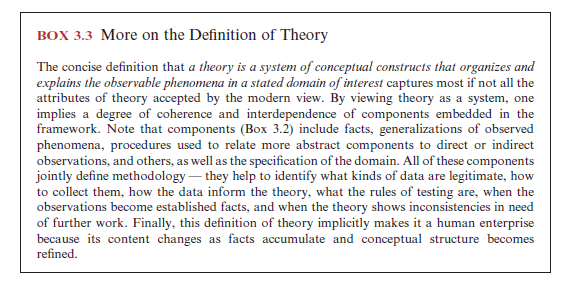 BOX 3.3 More on the Definition of Theory
The concise definition that a theory is a system of conceptual constructs that organizes and
explains the observable phenomena in a stated domain of interest captures most if not all the
attributes of theory accepted by the modern view. By viewing theory as a system, one
implies a degree of coherence and interdependence of components embedded in the
framework. Note that components (Box 3.2) include facts, generalizations of observed
phenomena, procedures used to relate more abstract components to direct or indirect
observations, and others, as well as the specification of the domain. All of these components
jointly define methodology — they help to identify what kinds of data are legitimate, how
to collect them, how the data inform the theory, what the rules of testing are, when the
observations become established facts, and when the theory shows inconsistencies in need
of further work. Finally, this definition of theory implicitly makes it a human enterprise
because its content changes as facts accumulate and conceptual structure becomes
refined.